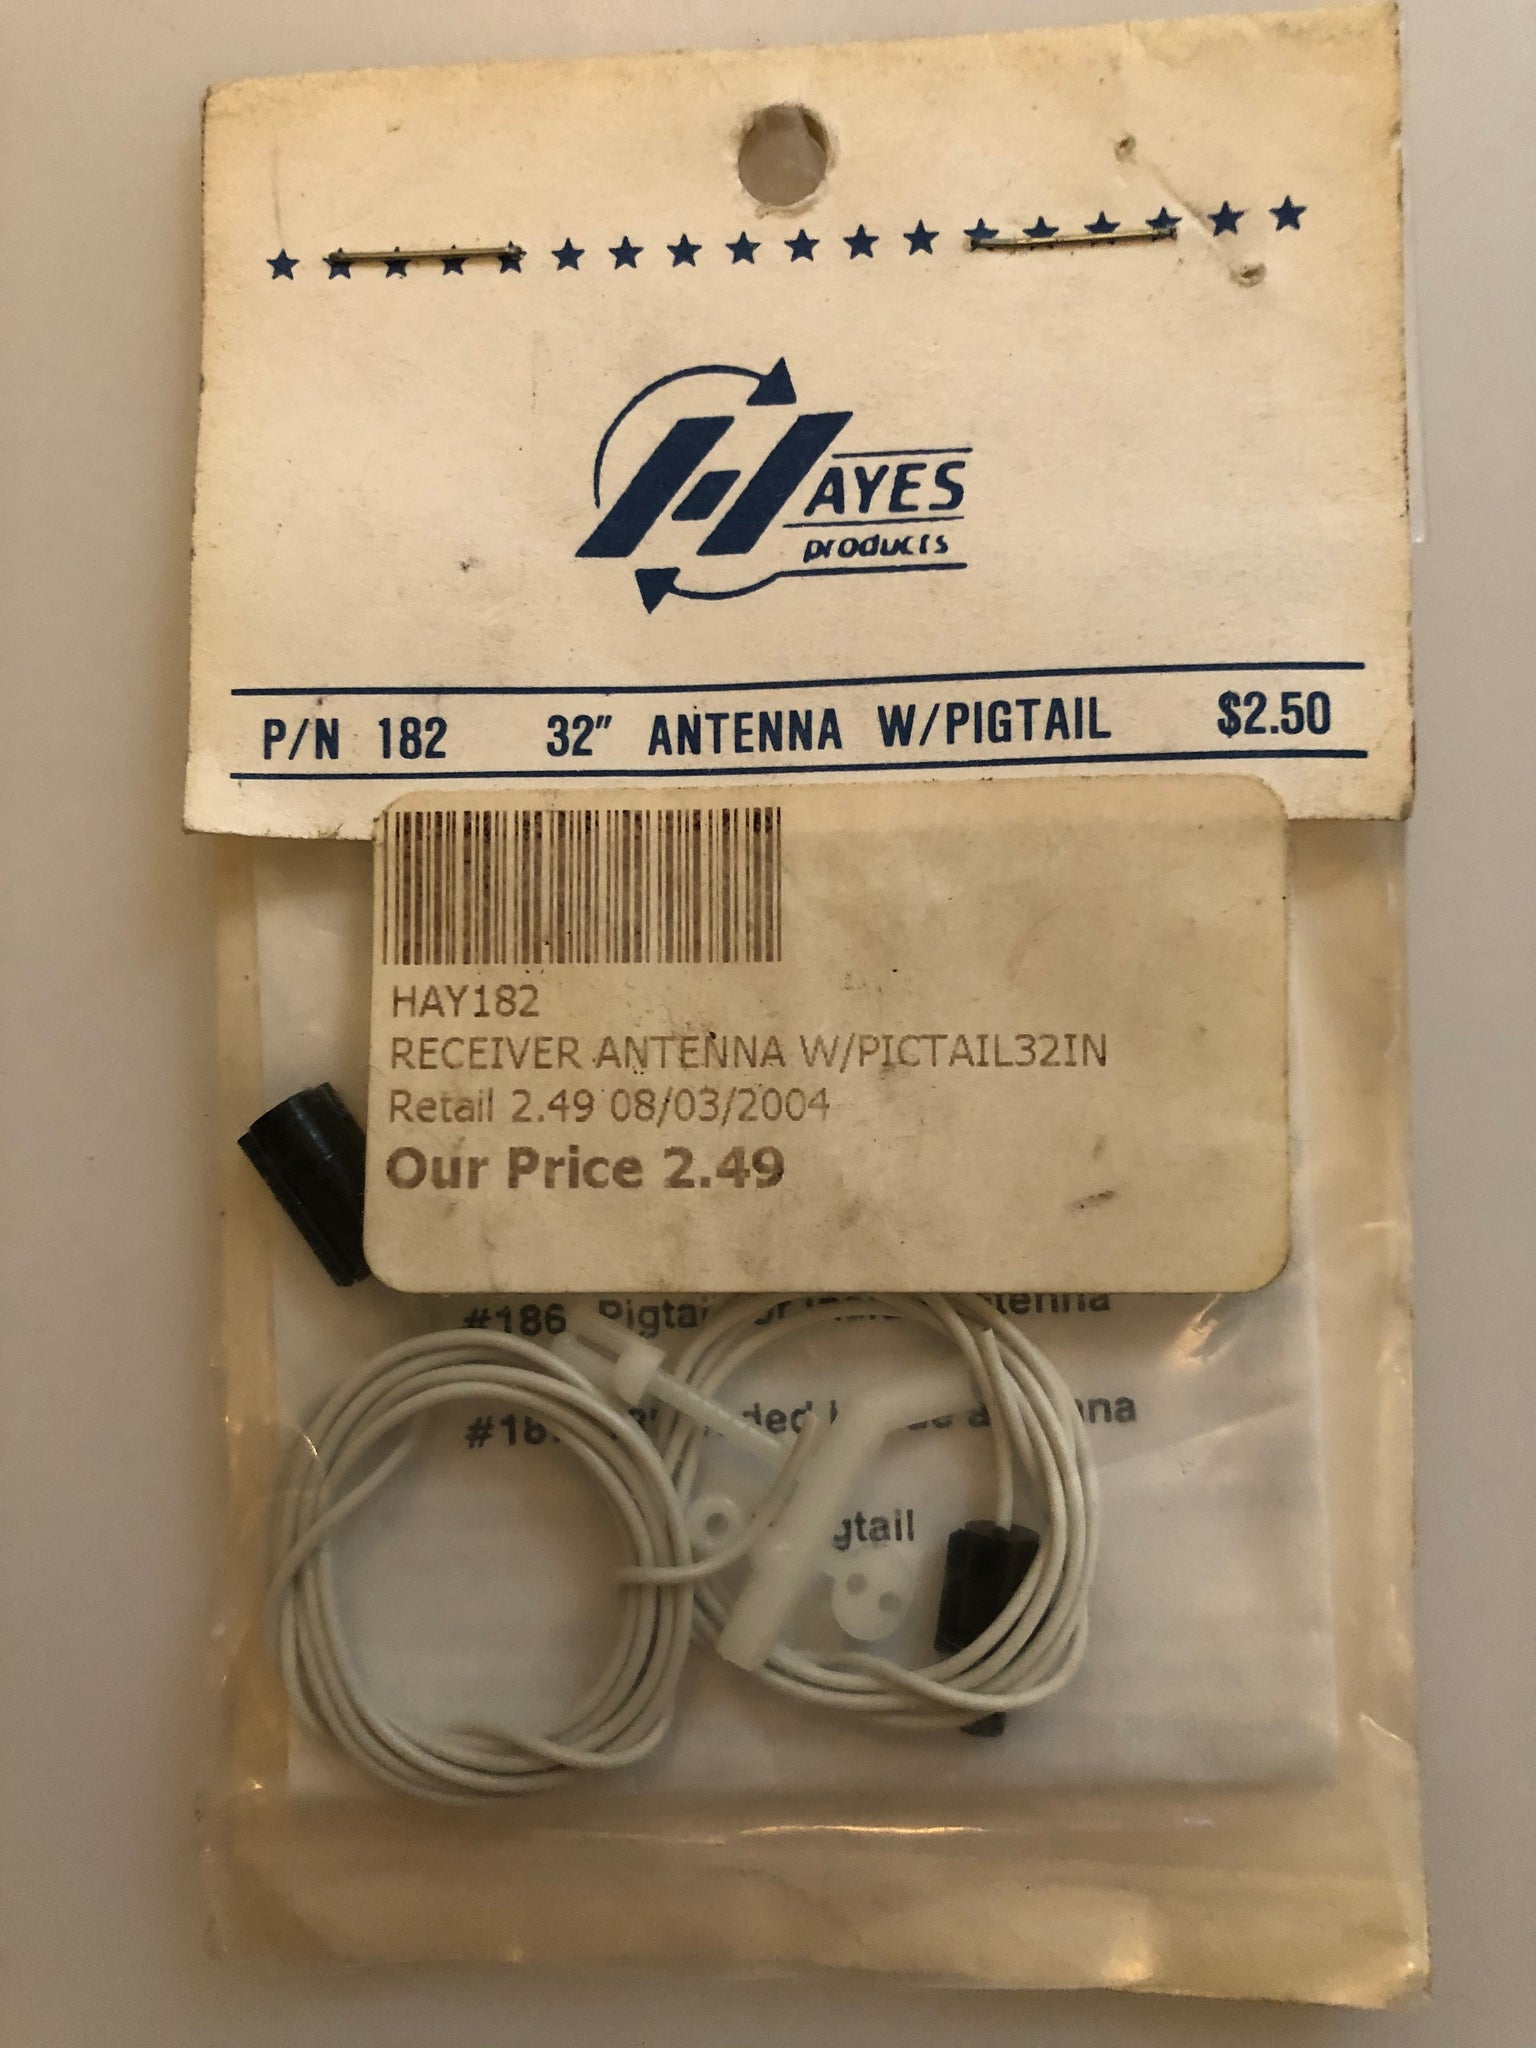 HAYES
products
P/N 182 32" ANTENNA W/PIGTAIL $2.50
HAY182
RECEIVER ANTENNA W/PICTAIL32IN
Retail 2.49 08/03/2004
Our Price 2.49
#186